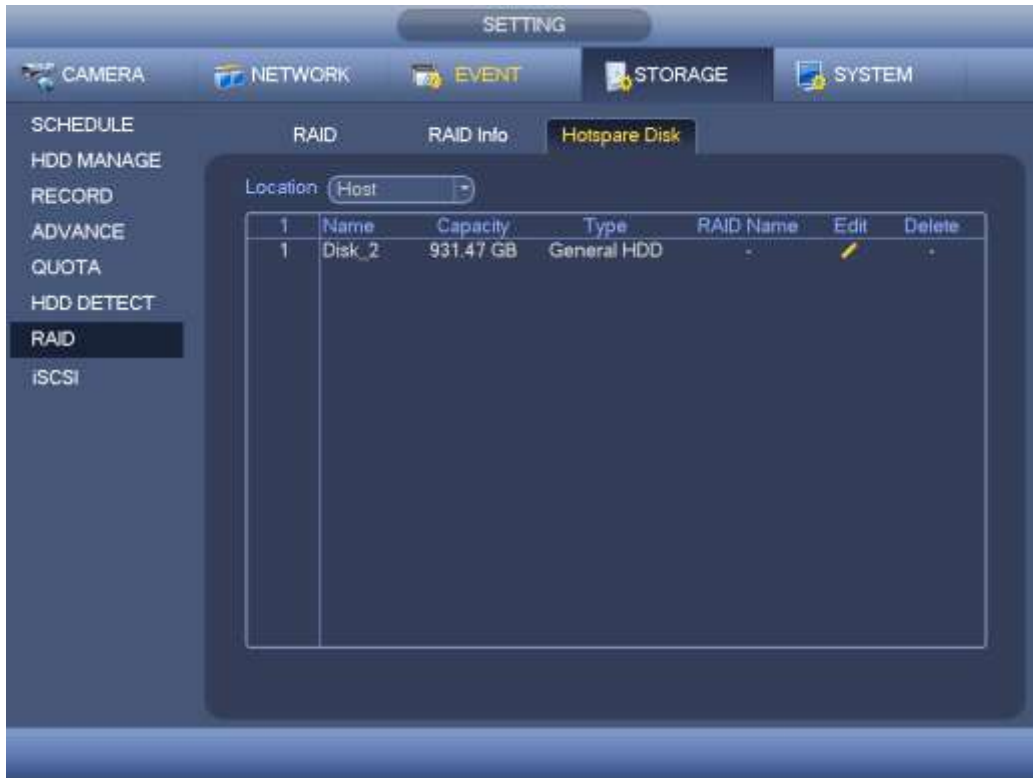 SETTING
CAMERA NETWORK EVENT STORAGE SYSTEM
SCHEDULE
HDD MANAGE
RECORD
ADVANCE
QUOTA
HDD DETECT
RAID
iSCSI
RAID RAID Info Hotspare Disk
Location Host
1 Name Capacity Type RAID Name Edit Delete
1 Disk_2 931.47 GB General HDD - -